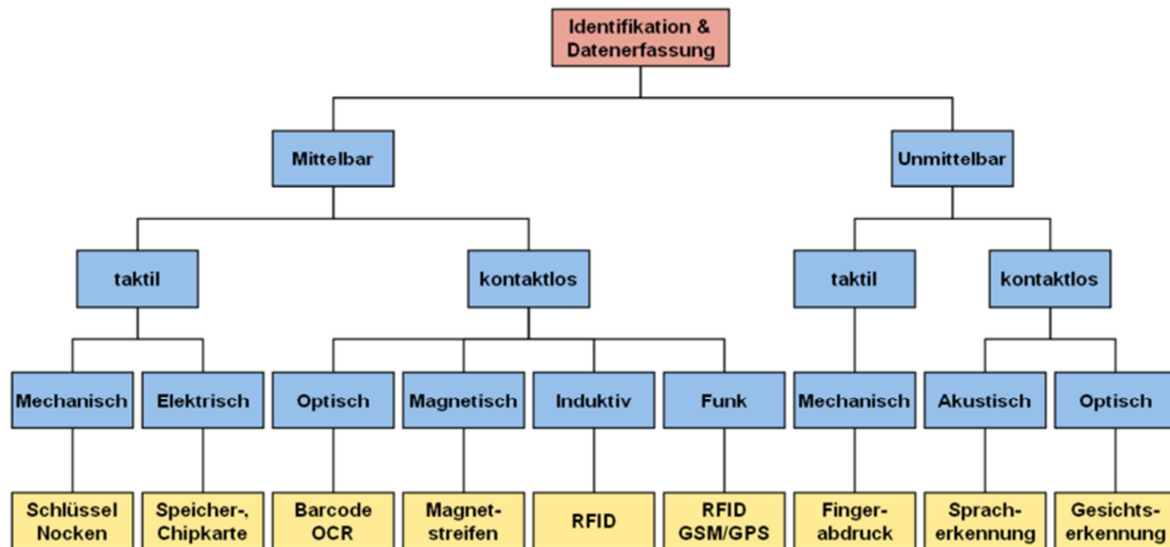 Identifikation &
Datenerfassung
Mittelbar
Unmittelbar
taktil
kontaktlos
taktil
kontaktlos
Mechanisch
Elektrisch
Optisch
Magnetisch
Induktiv
Funk
Mechanisch
Akustisch
Optisch
Schlüssel
Nocken
Speicher-,
Chipkarte
Barcode
OCR
Magnet-
streifen
RFID
RFID
GSM/GPS
Finger-
abdruck
Sprach-
erkennung
Gesichts-
erkennung